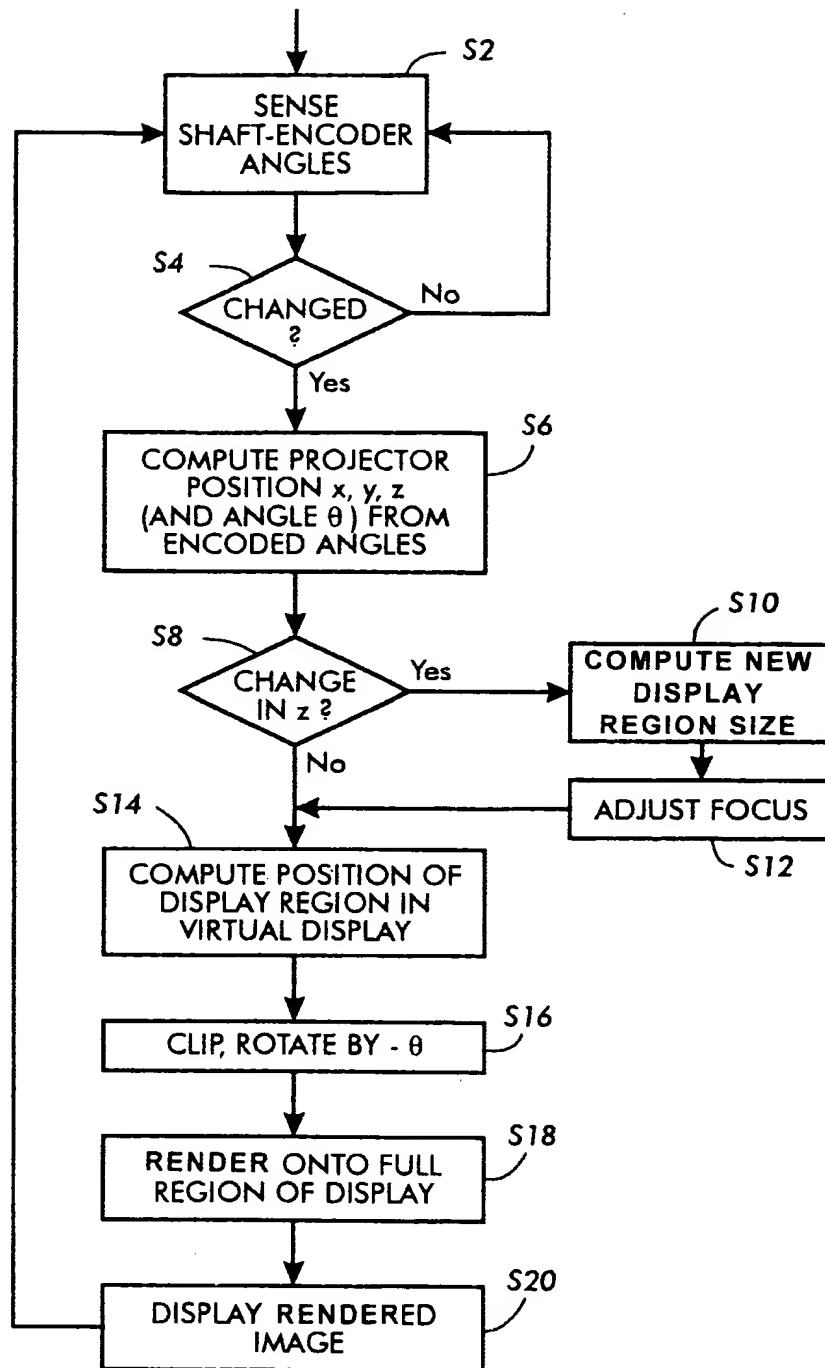 S2
SENSE
SHAFT-ENCODER
ANGLES
S4
CHANGED
?
No
Yes
S6
COMPUTE PROJECTOR
POSITION x, y, z
(AND ANGLE θ) FROM
ENCODED ANGLES
S8
CHANGE
IN z ?
Yes
No
S10
COMPUTE NEW
DISPLAY
REGION SIZE
ADJUST FOCUS
S12
S14
COMPUTE POSITION OF
DISPLAY REGION IN
VIRTUAL DISPLAY
S16
CLIP, ROTATE BY - θ
S18
RENDER ONTO FULL
REGION OF DISPLAY
S20
DISPLAY RENDERED
IMAGE